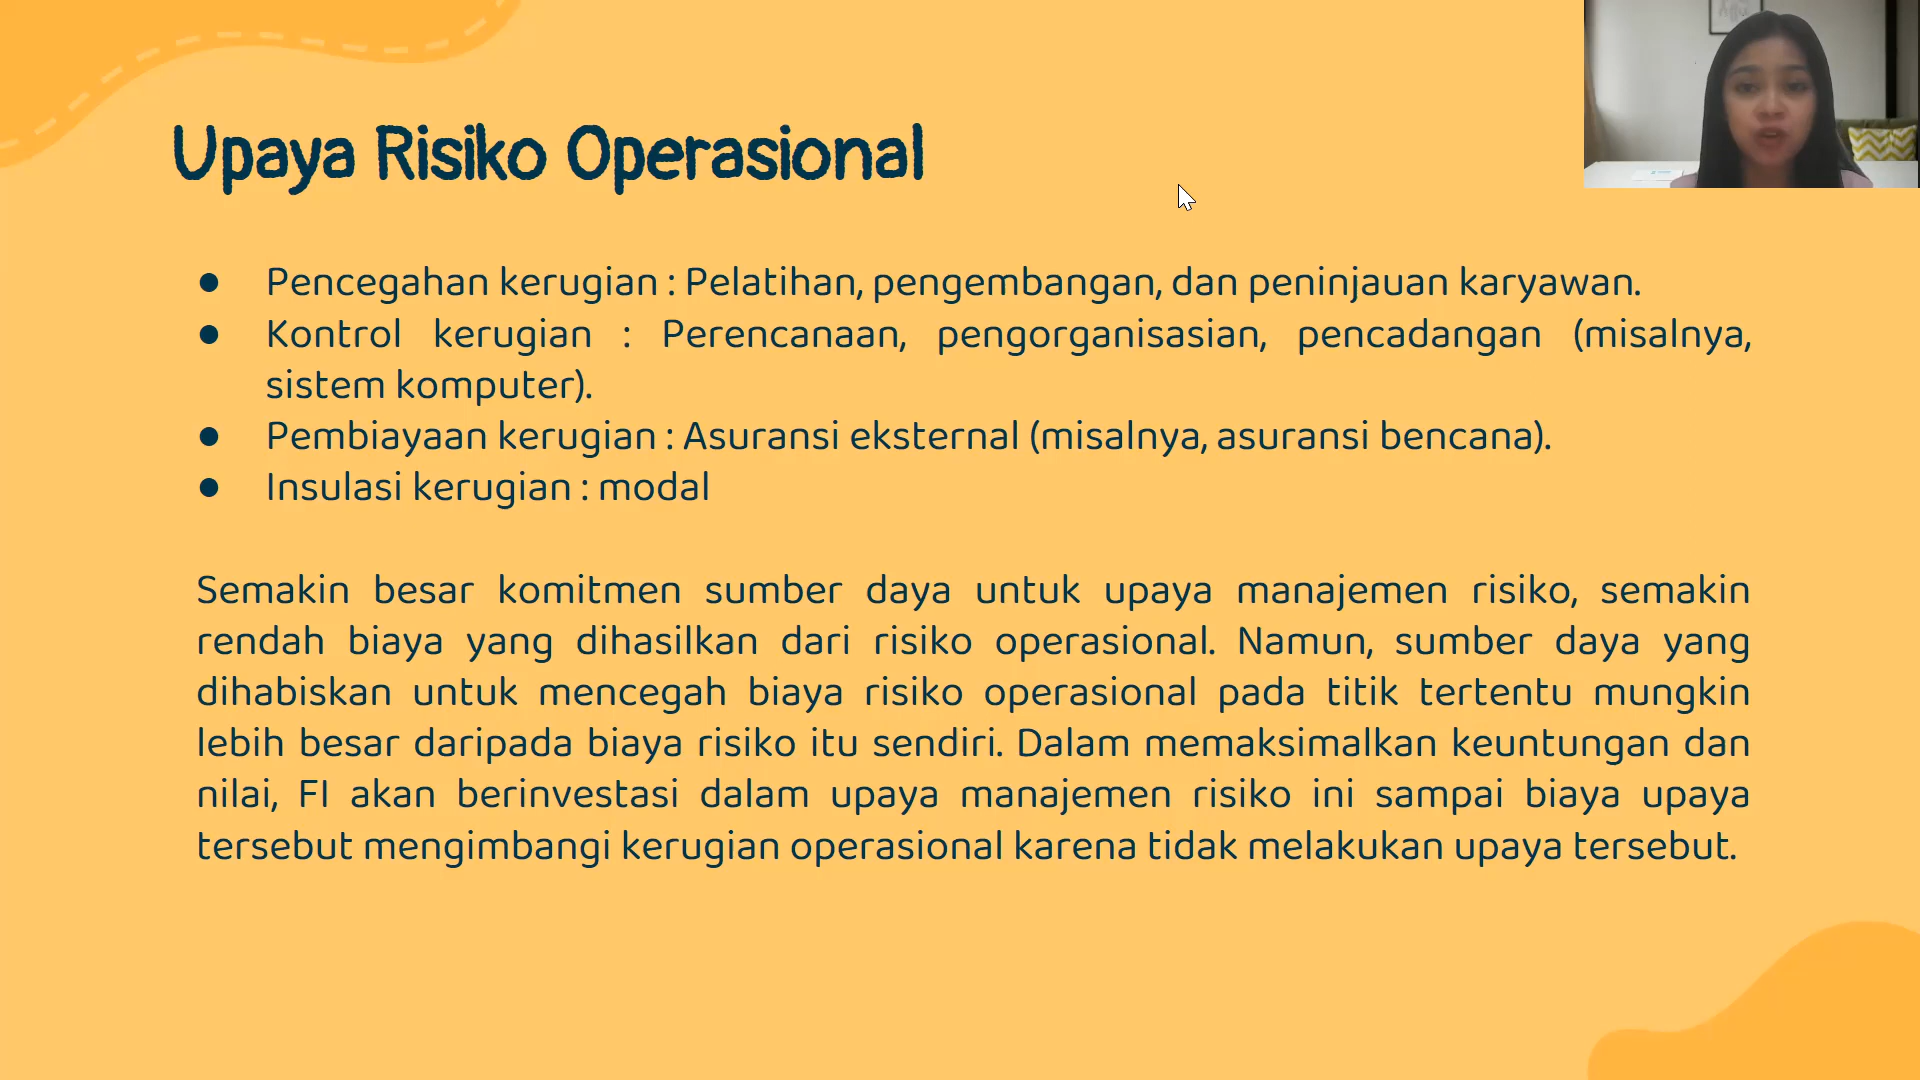 Upaya Risiko Operasional
● Pencegahan kerugian : Pelatihan, pengembangan, dan peninjauan karyawan.
● Kontrol kerugian : Perencanaan, pengorganisasian, pencadangan (misalnya,
sistem komputer).
● Pembiayaan kerugian : Asuransi eksternal (misalnya, asuransi bencana).
● Insulasi kerugian : modal
Semakin besar komitmen sumber daya untuk upaya manajemen risiko, semakin
rendah biaya yang dihasilkan dari risiko operasional. Namun, sumber daya yang
dihabiskan untuk mencegah biaya risiko operasional pada titik tertentu mungkin
lebih besar daripada biaya risiko itu sendiri. Dalam memaksimalkan keuntungan dan
nilai, FI akan berinvestasi dalam upaya manajemen risiko ini sampai biaya upaya
tersebut mengimbangi kerugian operasional karena tidak melakukan upaya tersebut.